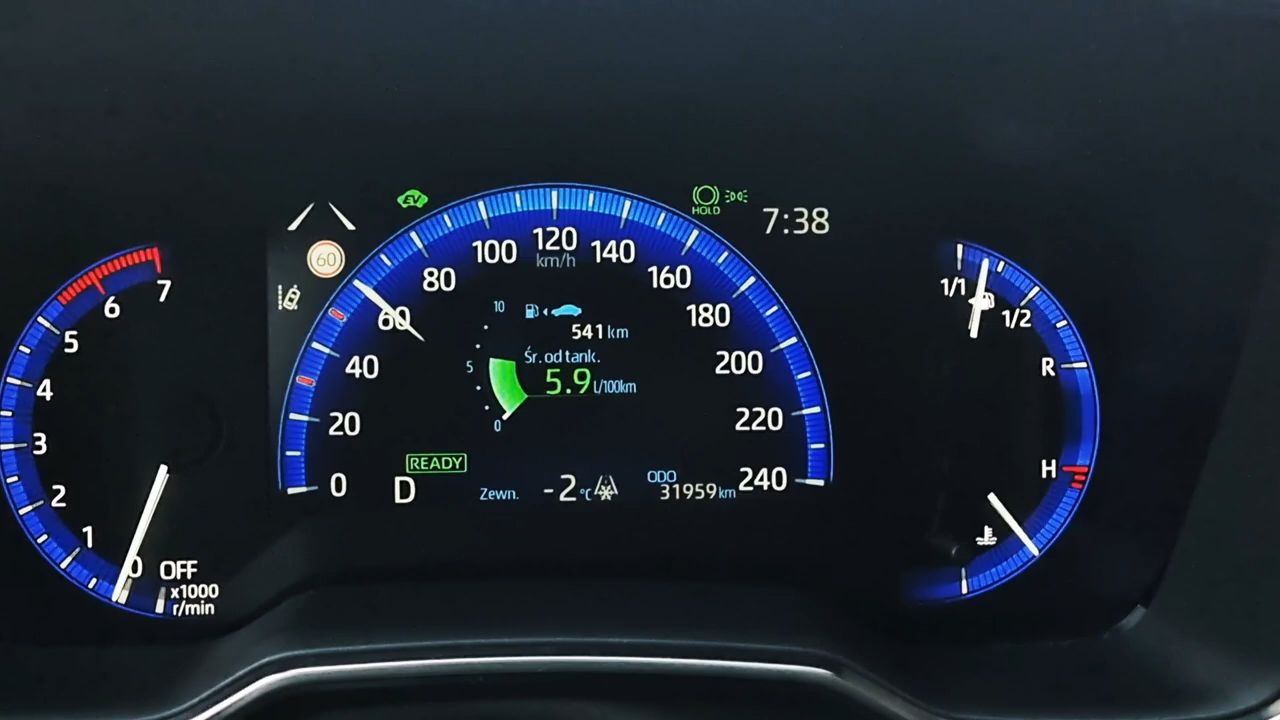 EV
HOLD
7:38
60
7
6
5
4
3
2
1
0
OFF
x1000
r/min
0
20
40
60
80
100
120
km/h
140
160
180
200
220
240
10
5
0
541 km
Śr. od tank.
5.9 L/100km
READY
D
Zewn. -2 °C
ODO
31959 km
1/1
1/2
R
H